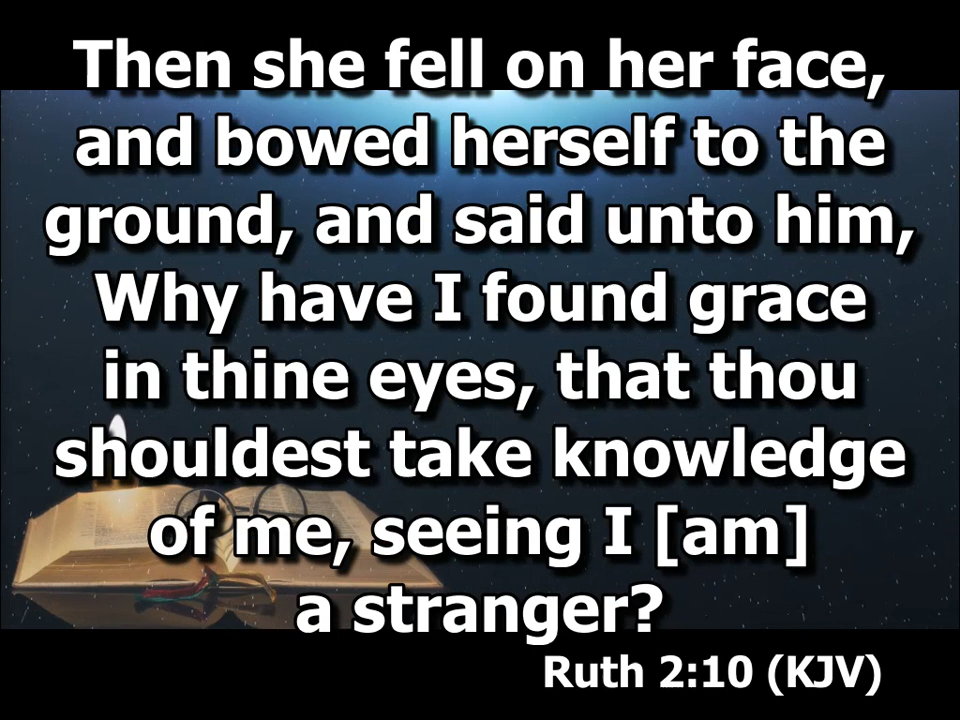 Then she fell on her face,
and bowed herself to the
ground, and said unto him,
Why have I found grace
in thine eyes, that thou
shouldest take knowledge
of me, seeing I [am]
a stranger?
Ruth 2:10 (KJV)